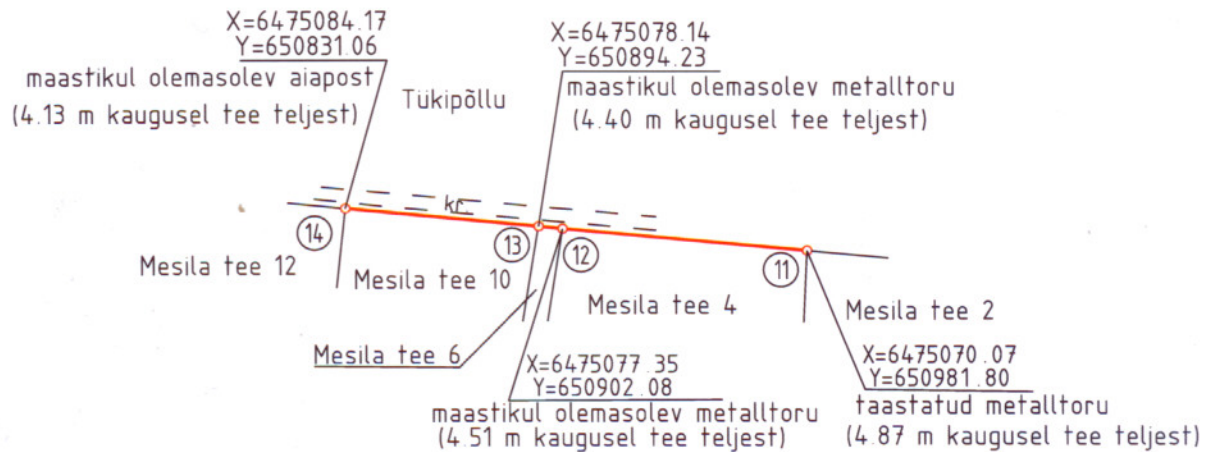 X=6475084.17
Y=650831.06
maastikul olemasolev aiapost
(4.13 m kaugusel tee teljest)
Tükipõllu
X=6475078.14
Y=650894.23
maastikul olemasolev metalltoru
(4.40 m kaugusel tee teljest)
kr.
14
13
12
11
Mesila tee 12
Mesila tee 10
Mesila tee 4
Mesila tee 2
Mesila tee 6
X=6475077.35
Y=650902.08
maastikul olemasolev metalltoru
(4.51 m kaugusel tee teljest)
X=6475070.07
Y=650981.80
taastatud metalltoru
(4.87 m kaugusel tee teljest)